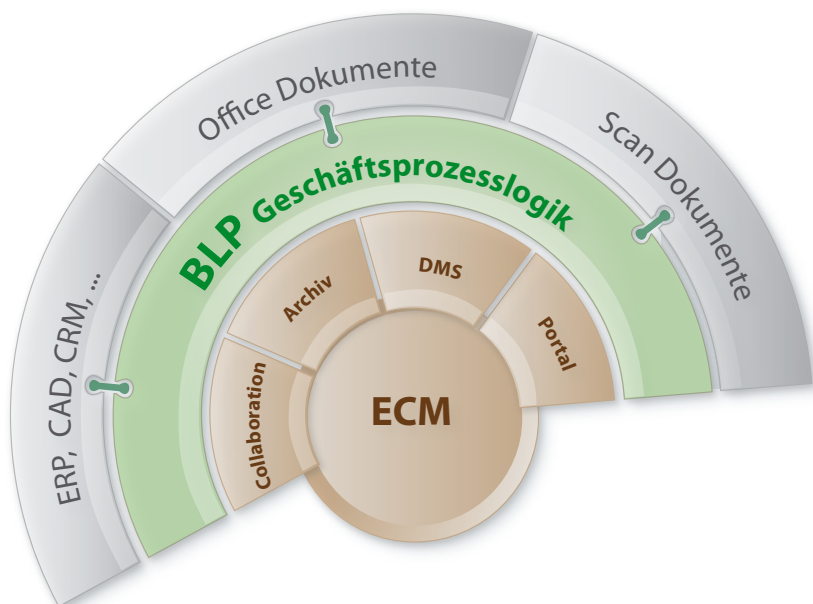 Office Dokumente
Scan Dokumente
ERP, CAD, CRM, ...
BLP Geschäftsprozesslogik
Collaboration
Archiv
DMS
Portal
ECM